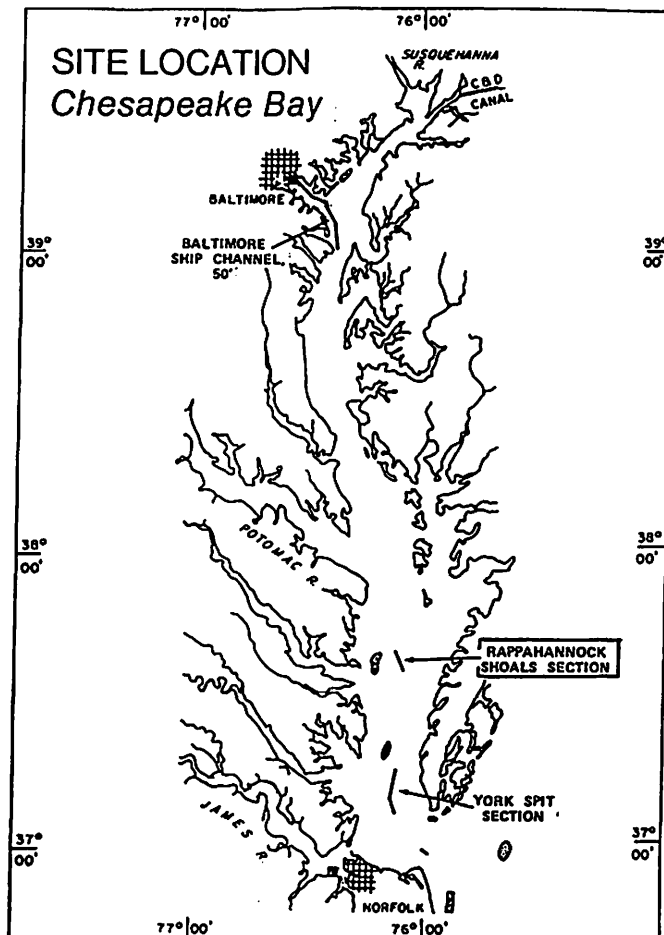 77°00'
76°00'
SITE LOCATION
Chesapeake Bay
SUSQUEHANNA
R.
C&D
CANAL
BALTIMORE
BALTIMORE
SHIP CHANNEL,
50'
39°
00'
39°
00'
POTOMAC R.
38°
00'
38°
00'
RAPPAHANNOCK
SHOALS SECTION
YORK SPIT
SECTION
JAMES R.
37°
00'
37°
00'
NORFOLK
77°00'
76°00'